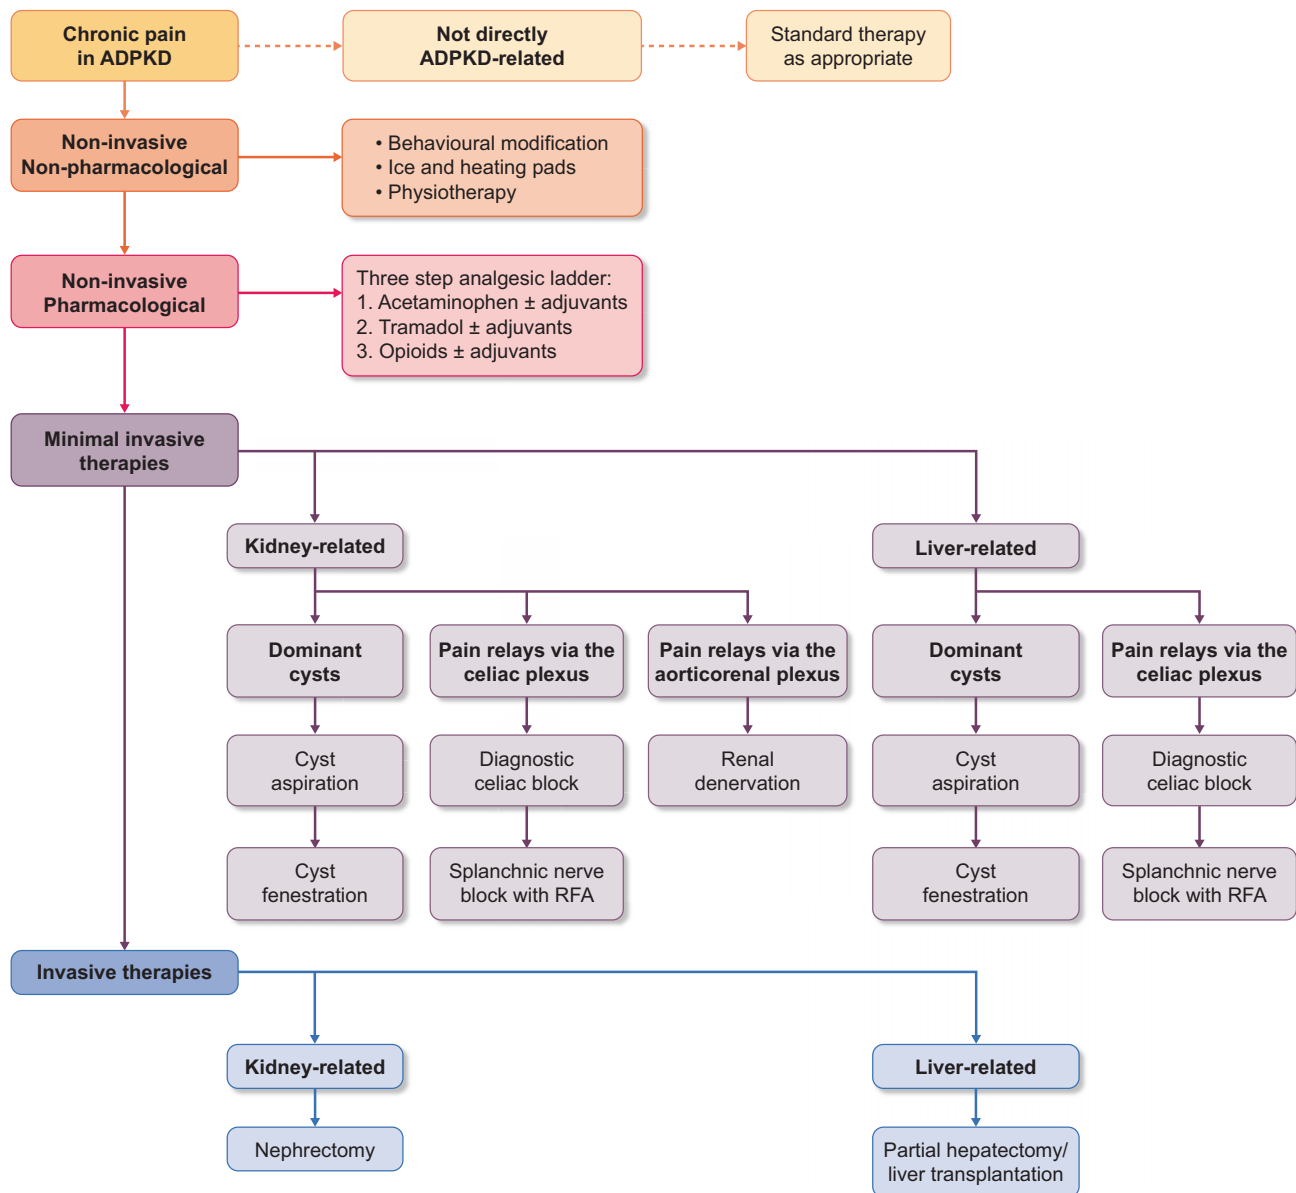 Chronic pain
in ADPKD
Not directly
ADPKD-related
Standard therapy
as appropriate
Non-invasive
Non-pharmacological
• Behavioural modification
• Ice and heating pads
• Physiotherapy
Non-invasive
Pharmacological
Three step analgesic ladder:
1. Acetaminophen ± adjuvants
2. Tramadol ± adjuvants
3. Opioids ± adjuvants
Minimal invasive
therapies
Kidney-related
Liver-related
Dominant
cysts
Pain relays via the
celiac plexus
Pain relays via the
aorticorenal plexus
Dominant
cysts
Pain relays via the
celiac plexus
Cyst
aspiration
Diagnostic
celiac block
Renal
denervation
Cyst
aspiration
Diagnostic
celiac block
Cyst
fenestration
Splanchnic nerve
block with RFA
Cyst
fenestration
Splanchnic nerve
block with RFA
Invasive therapies
Kidney-related
Liver-related
Nephrectomy
Partial hepatectomy/
liver transplantation